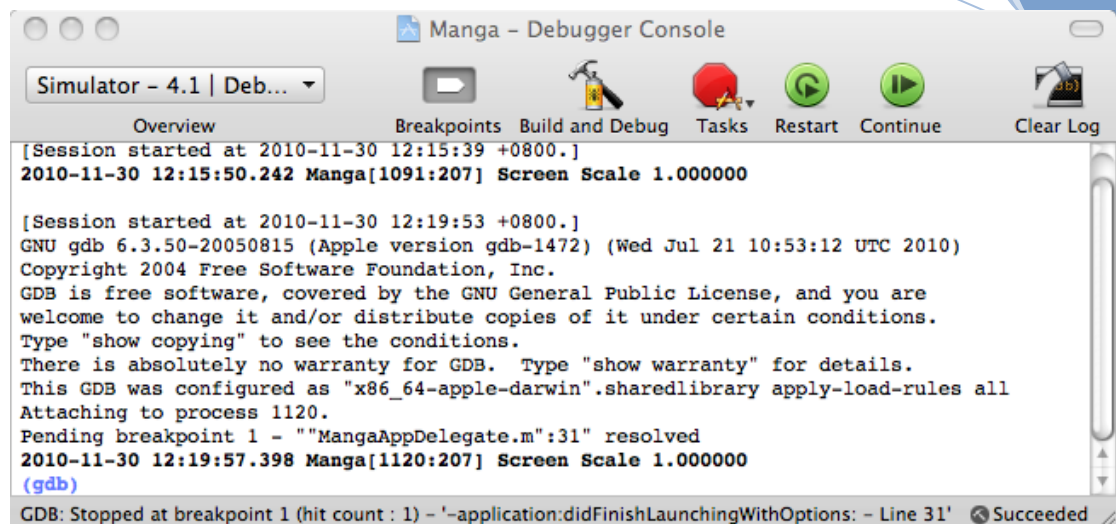 Manga – Debugger Console
Simulator – 4.1 | Deb...
Overview
Breakpoints
Build and Debug
Tasks
Restart
Continue
Clear Log
[Session started at 2010-11-30 12:15:39 +0800.]
2010-11-30 12:15:50.242 Manga[1091:207] Screen Scale 1.000000
[Session started at 2010-11-30 12:19:53 +0800.]
GNU gdb 6.3.50-20050815 (Apple version gdb-1472) (Wed Jul 21 10:53:12 UTC 2010)
Copyright 2004 Free Software Foundation, Inc.
GDB is free software, covered by the GNU General Public License, and you are
welcome to change it and/or distribute copies of it under certain conditions.
Type "show copying" to see the conditions.
There is absolutely no warranty for GDB.  Type "show warranty" for details.
This GDB was configured as "x86_64-apple-darwin".sharedlibrary apply-load-rules all
Attaching to process 1120.
Pending breakpoint 1 - ""MangaAppDelegate.m":31" resolved
2010-11-30 12:19:57.398 Manga[1120:207] Screen Scale 1.000000
(gdb)
GDB: Stopped at breakpoint 1 (hit count : 1) – '-application:didFinishLaunchingWithOptions: – Line 31'
Succeeded